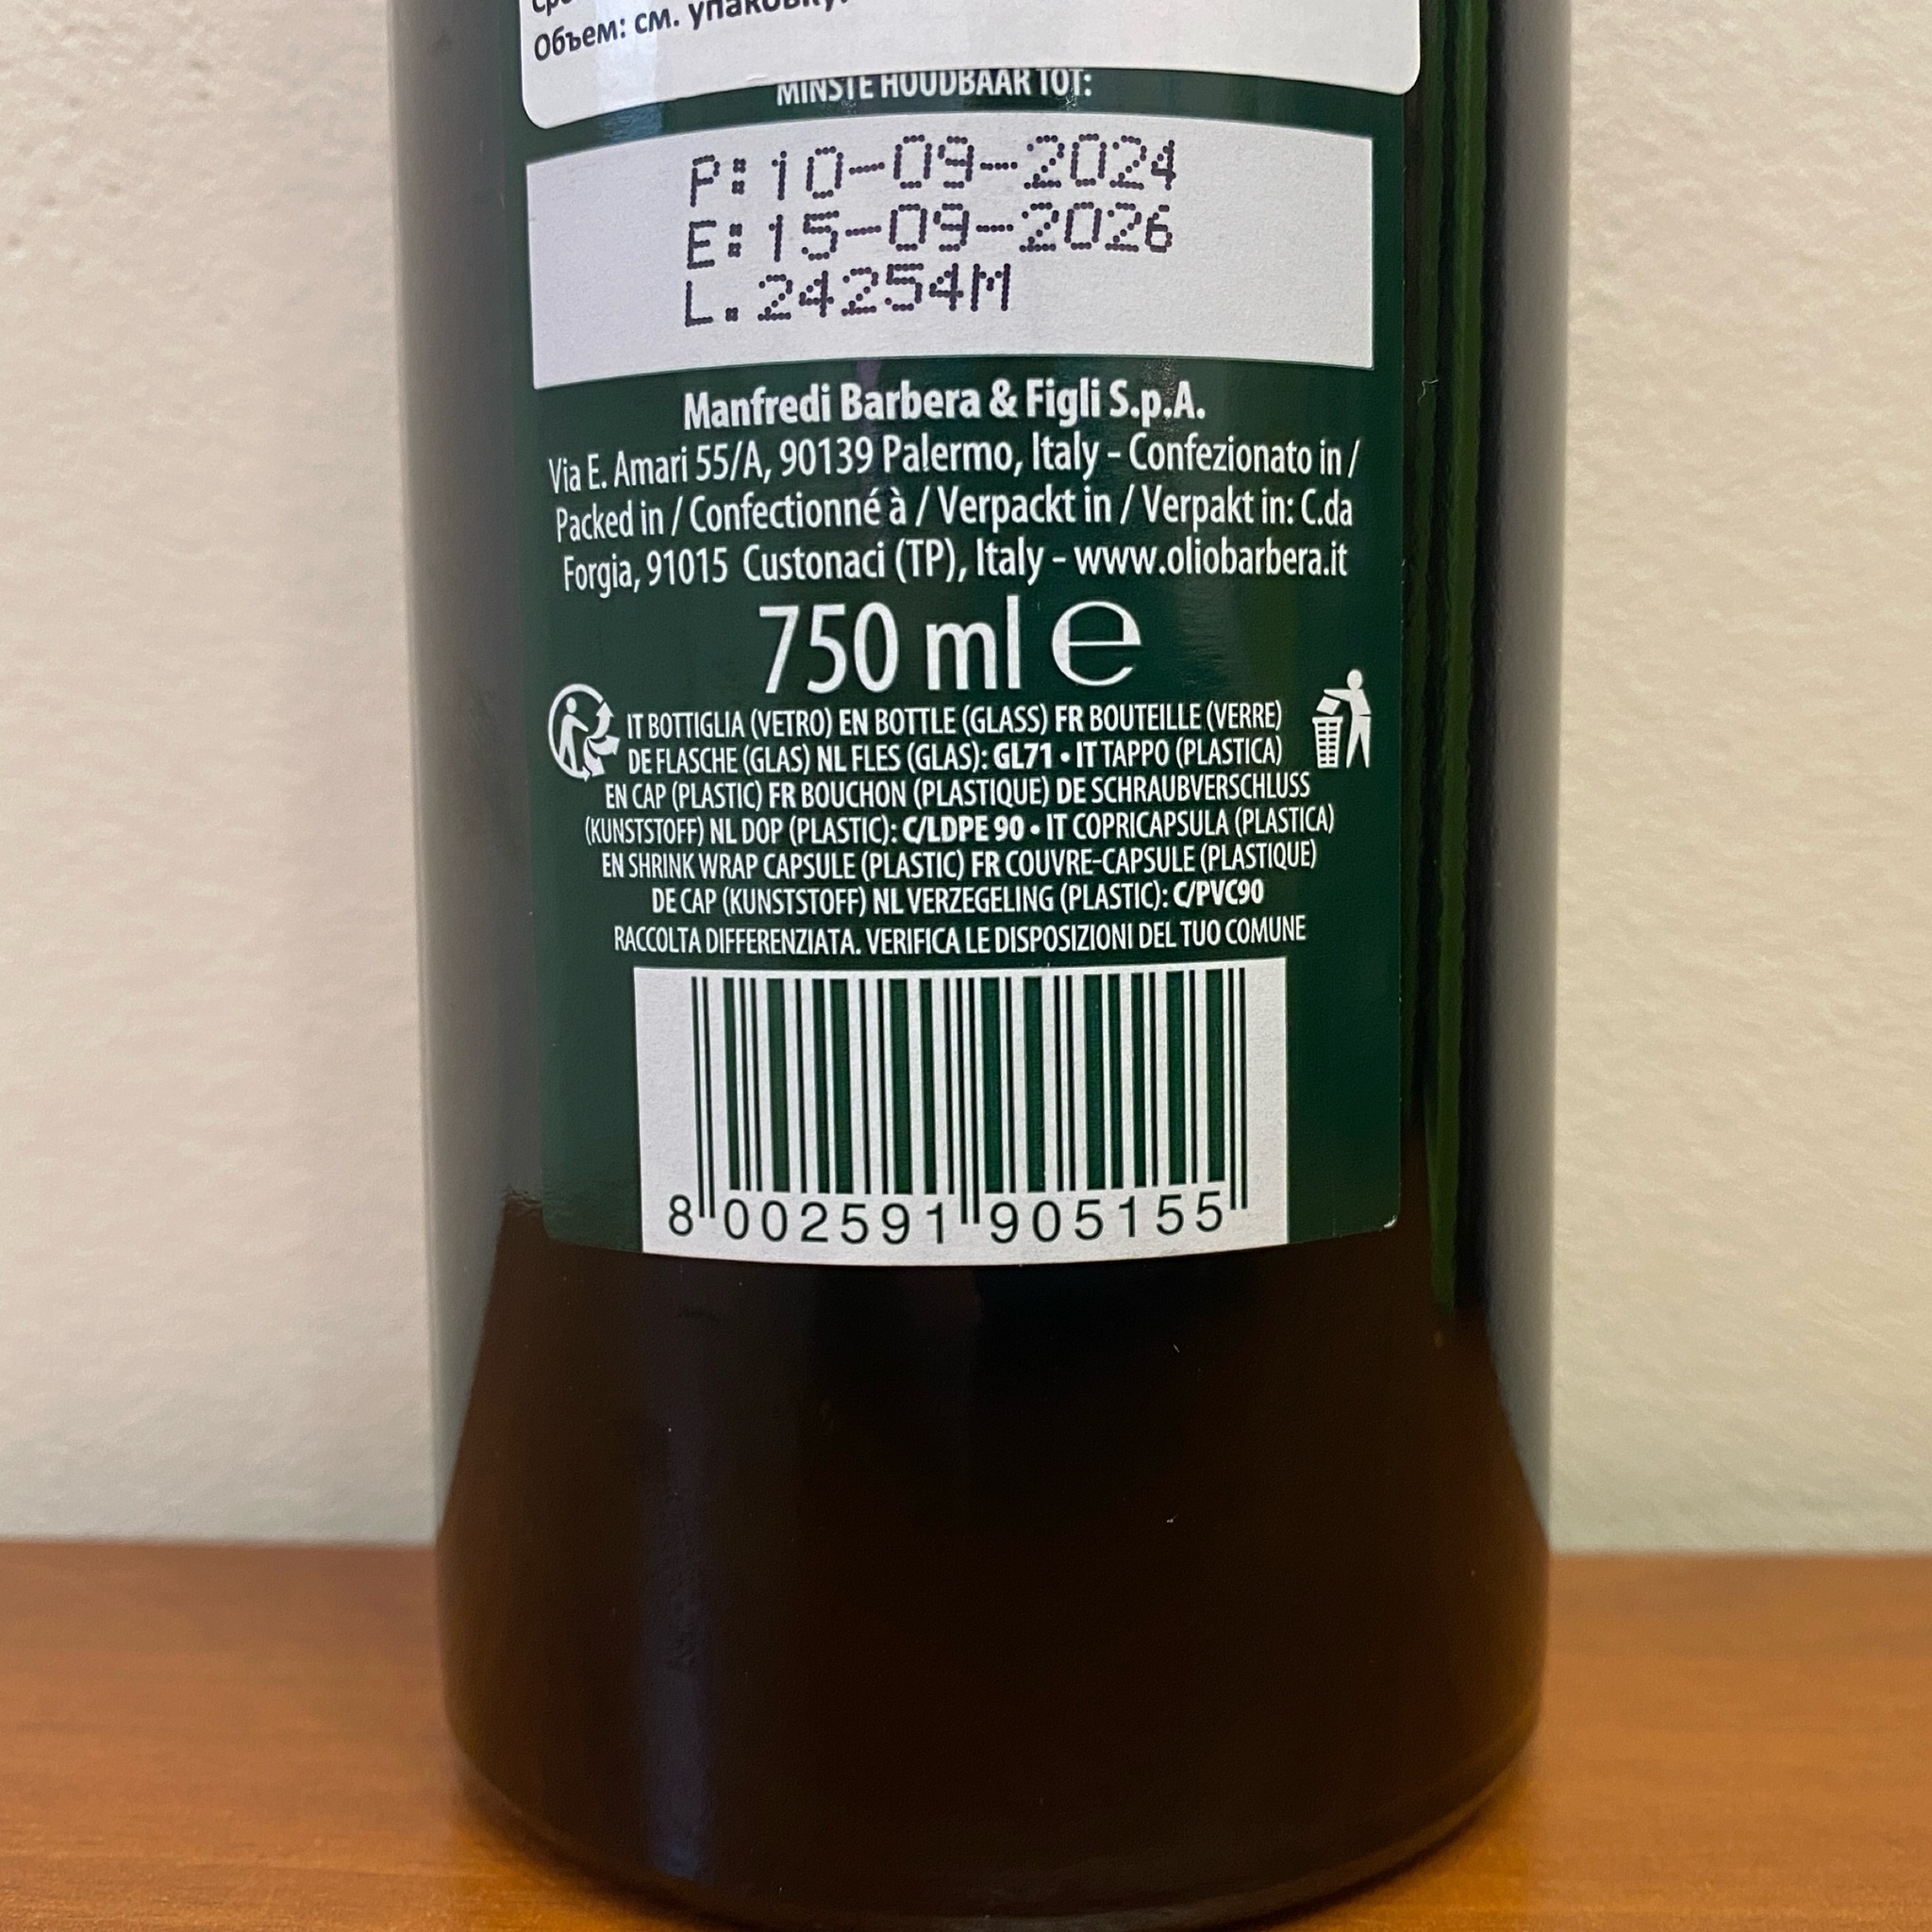 Объем: см. упаковку.
MINSTE HOUDBAAR TOT:
P:10-09-2024
E:15-09-2026
L.24254M
Manfredi Barbera & Figli S.p.A.
Via E. Amari 55/A, 90139 Palermo, Italy - Confezionato in /
Packed in / Confectionné à / Verpackt in / Verpakt in: C.da
Forgia, 91015 Custonaci (TP), Italy - www.oliobarbera.it
750 ml e
IT BOTTIGLIA (VETRO) EN BOTTLE (GLASS) FR BOUTEILLE (VERRE)
DE FLASCHE (GLAS) NL FLES (GLAS): GL71 • IT TAPPO (PLASTICA)
EN CAP (PLASTIC) FR BOUCHON (PLASTIQUE) DE SCHRAUBVERSCHLUSS
(KUNSTSTOFF) NL DOP (PLASTIC): C/LDPE 90 • IT COPRICAPSULA (PLASTICA)
EN SHRINK WRAP CAPSULE (PLASTIC) FR COUVRE-CAPSULE (PLASTIQUE)
DE CAP (KUNSTSTOFF) NL VERZEGELING (PLASTIC): C/PVC90
RACCOLTA DIFFERENZIATA. VERIFICA LE DISPOSIZIONI DEL TUO COMUNE
8 002591 905155